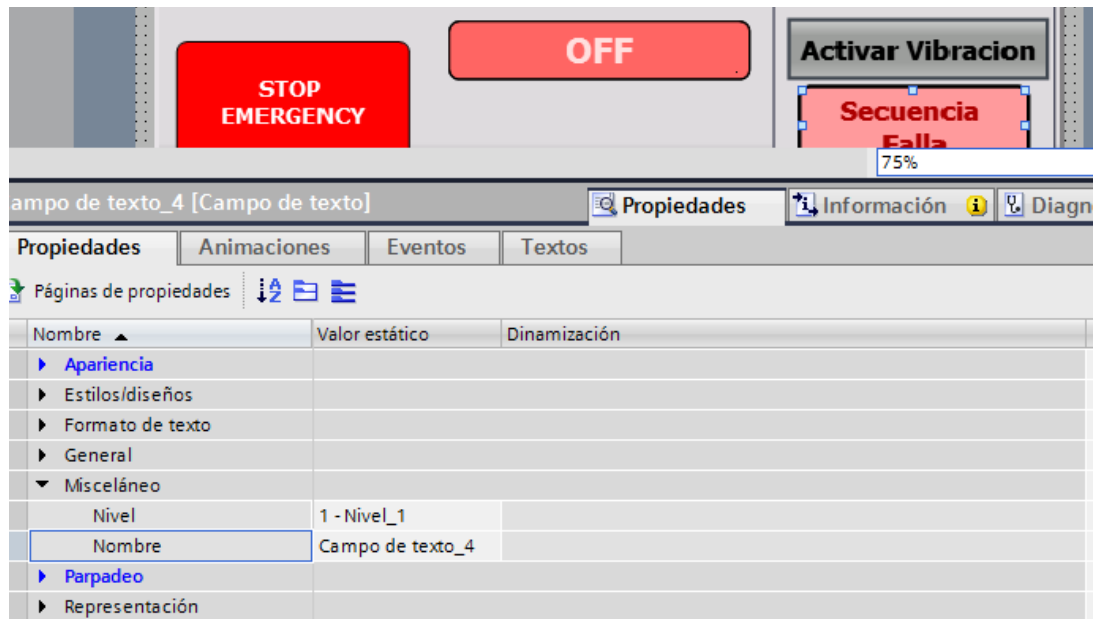 OFF
Activar Vibracion
STOP
EMERGENCY
Secuencia
Falla
75%
ampo de texto_4 [Campo de texto]
Propiedades
Información
Diagn
Propiedades
Animaciones
Eventos
Textos
Páginas de propiedades
Nombre
Valor estático
Dinamización
Apariencia
Estilos/diseños
Formato de texto
General
Misceláneo
Nivel
1 - Nivel_1
Nombre
Campo de texto_4
Parpadeo
Representación